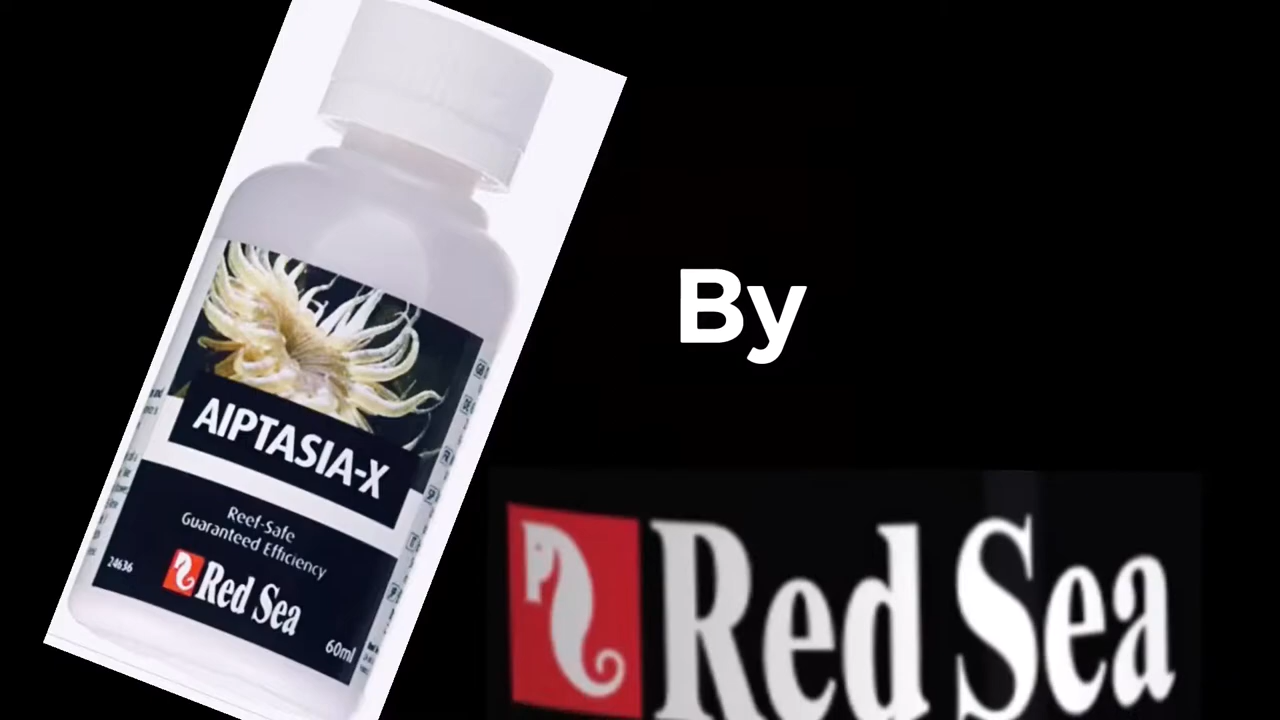 AIPTASIA-X
Reef-Safe
Guaranteed Efficiency
24636
Red Sea
60ml
By
Red Sea